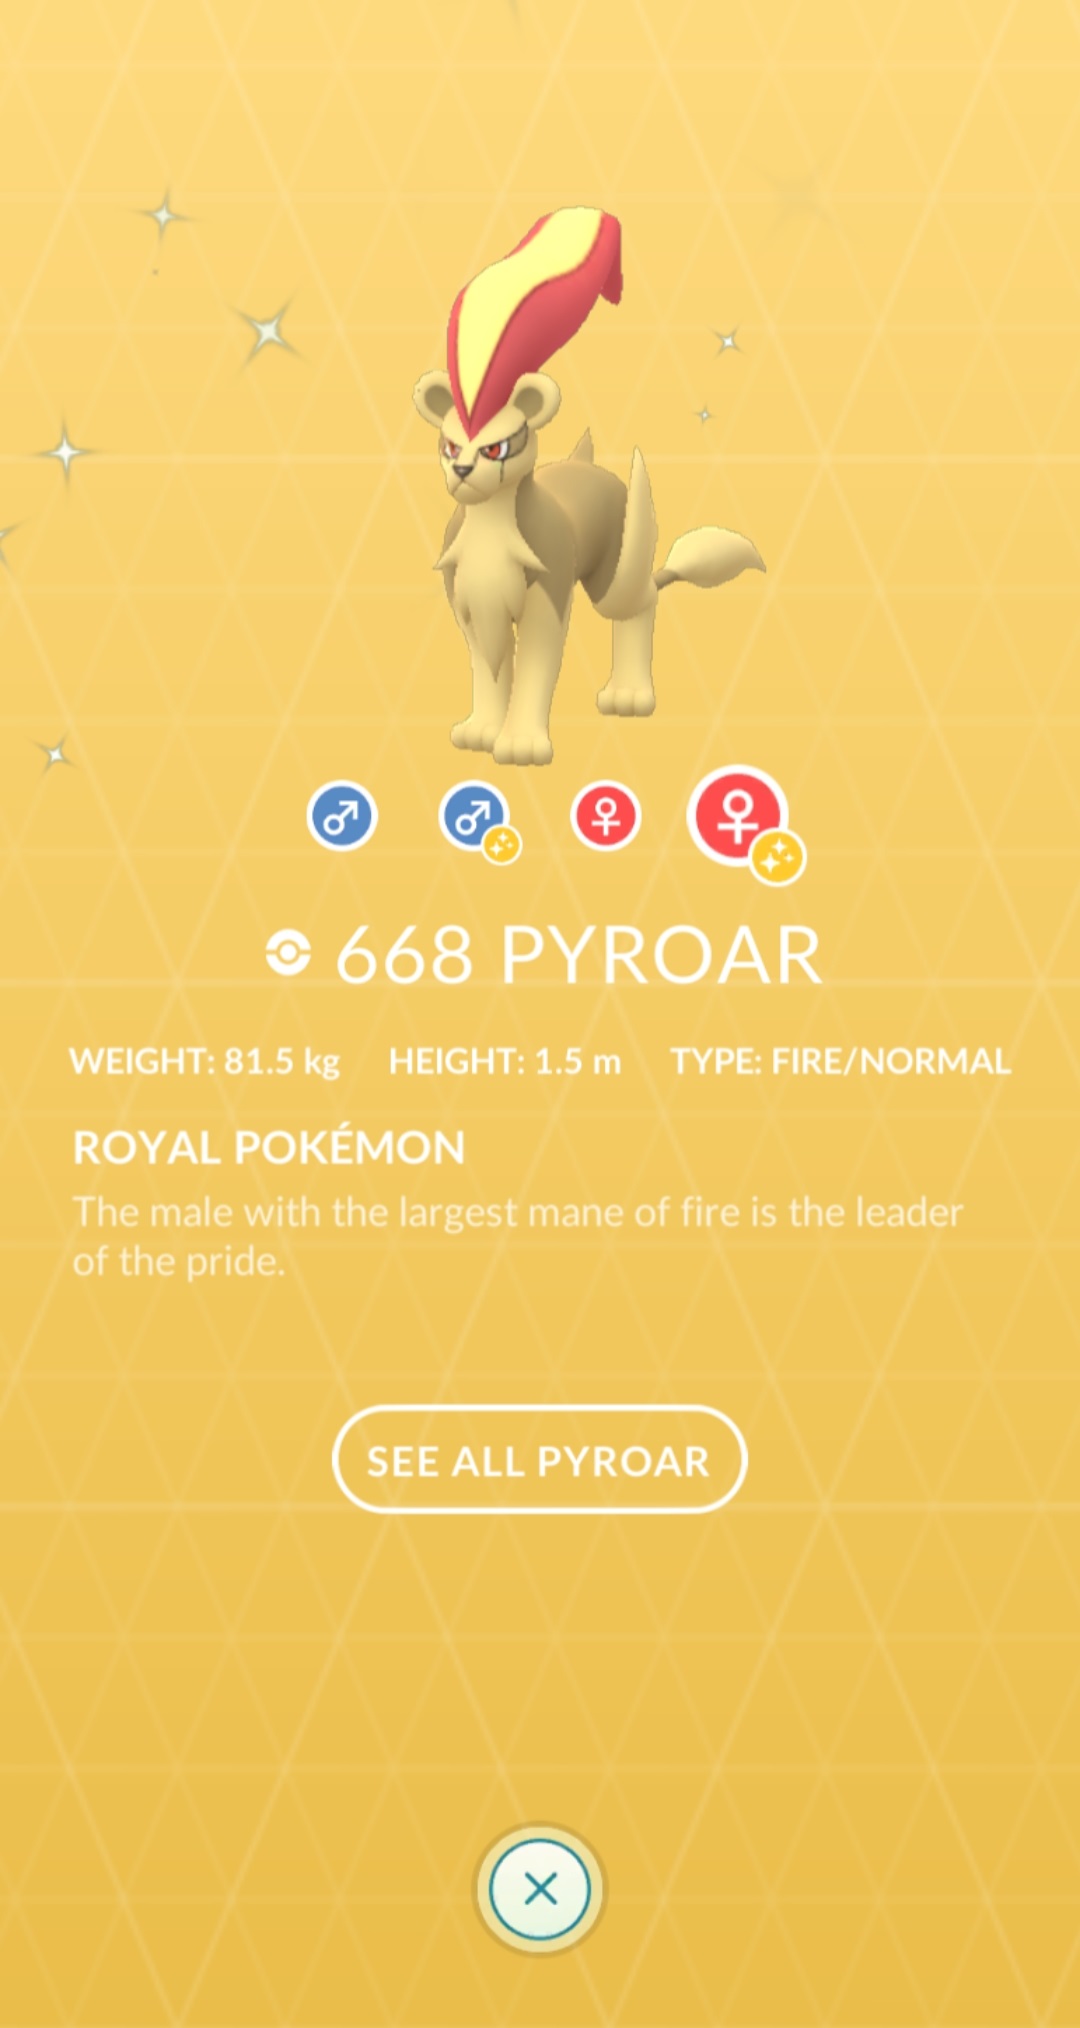 668 PYROAR
WEIGHT: 81.5 kg HEIGHT: 1.5 m TYPE: FIRE/NORMAL
ROYAL POKÉMON
The male with the largest mane of fire is the leader
of the pride.
SEE ALL PYROAR